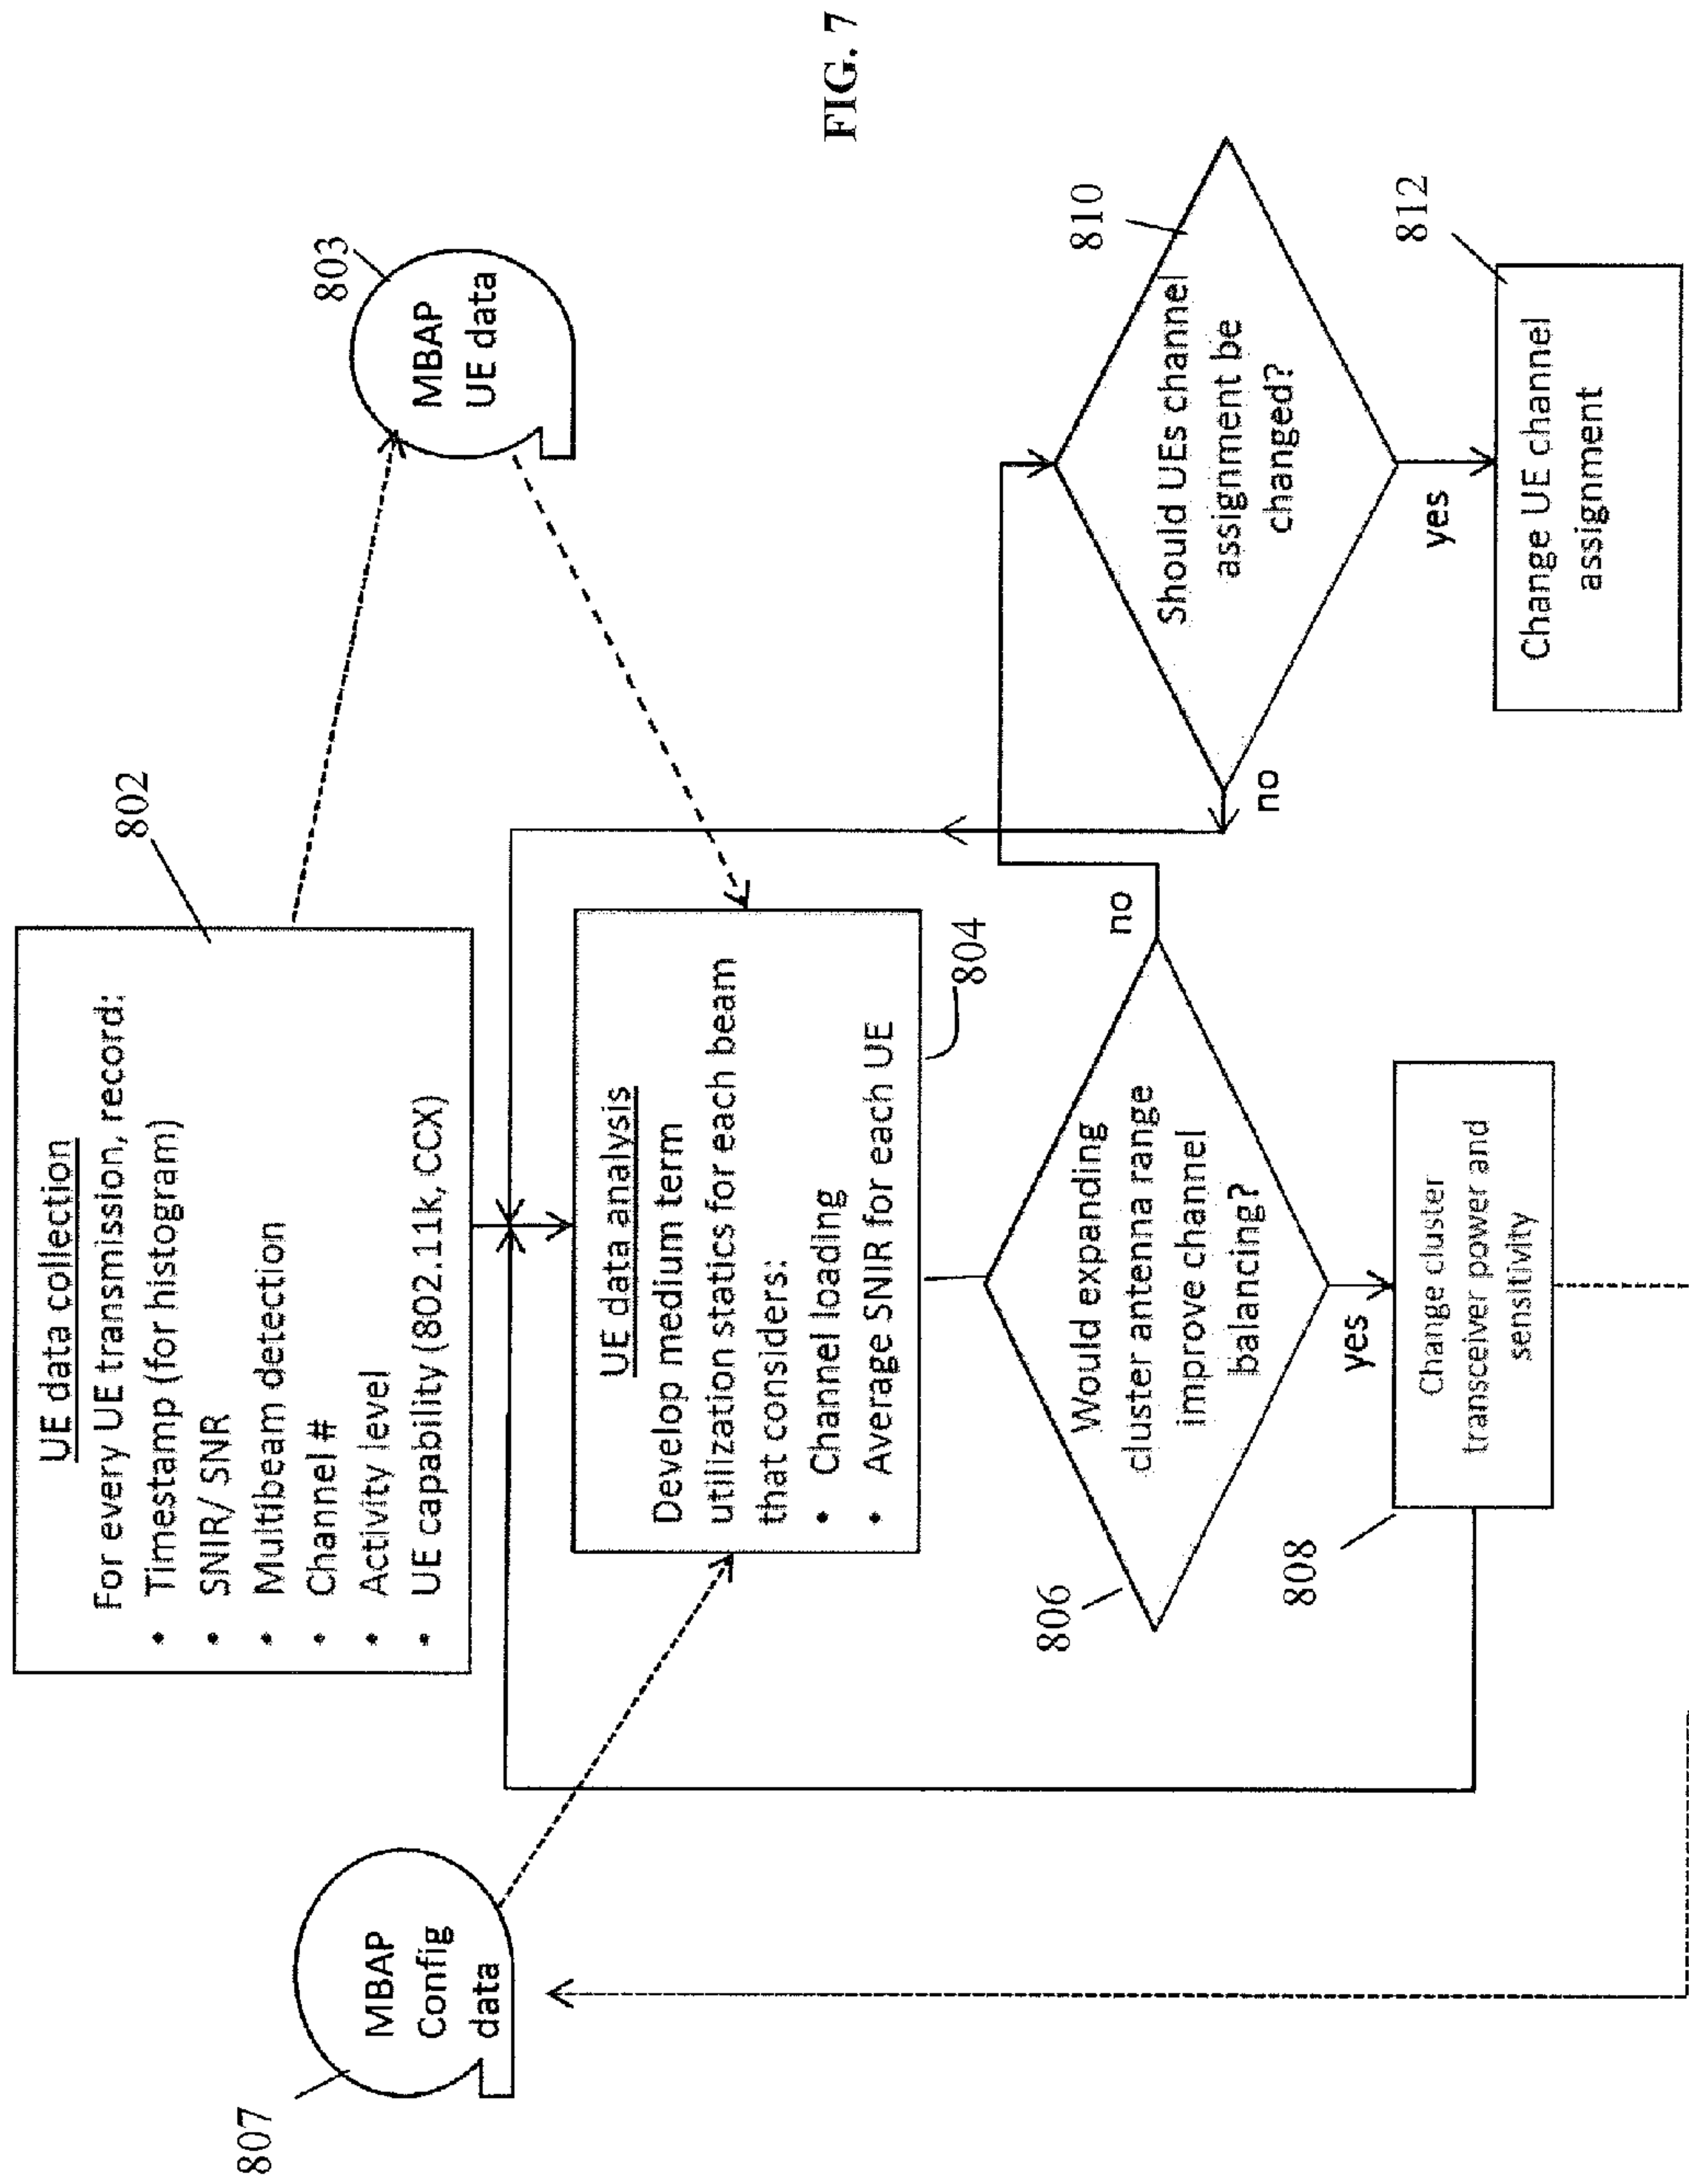 802
UE data collection
For every UE transmission, record:
• Timestamp (for histogram)
• SNIR/ SNR
• Multibeam detection
• Channel #
• Activity level
• UE capability (802.11k, CCX)
803
MBAP
UE data
807
MBAP
Config
data
UE data analysis
Develop medium term
utilization statics for each beam
that considers:
• Channel loading
• Average SNIR for each UE
804
806
Would expanding
cluster antenna range
improve channel
balancing?
no
yes
808
Change cluster
transceiver power and
sensitivity
810
Should UEs channel
assignment be
changed?
no
yes
812
Change UE channel
assignment
FIG. 7